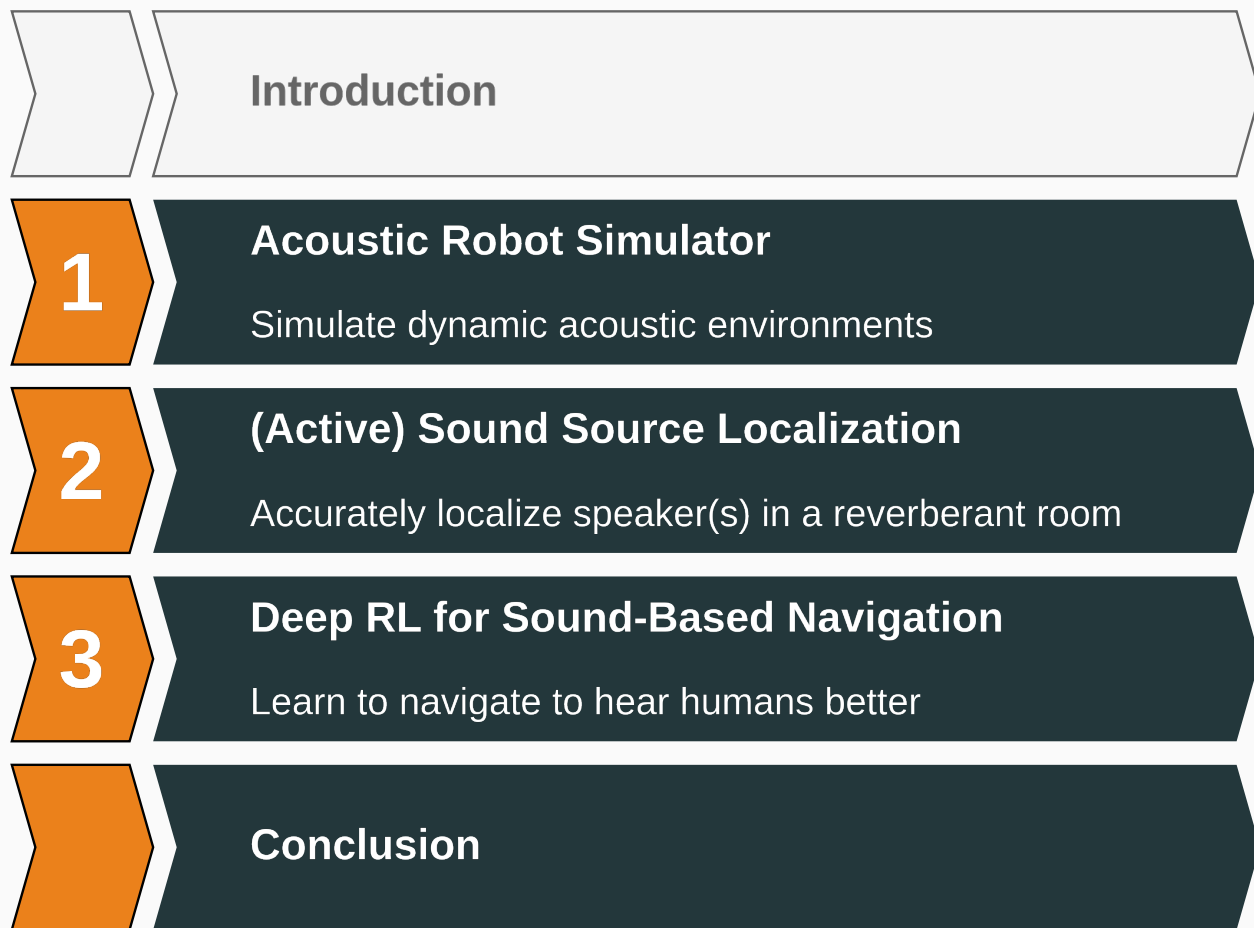 Introduction
1
Acoustic Robot Simulator
Simulate dynamic acoustic environments
2
(Active) Sound Source Localization
Accurately localize speaker(s) in a reverberant room
3
Deep RL for Sound-Based Navigation
Learn to navigate to hear humans better
Conclusion